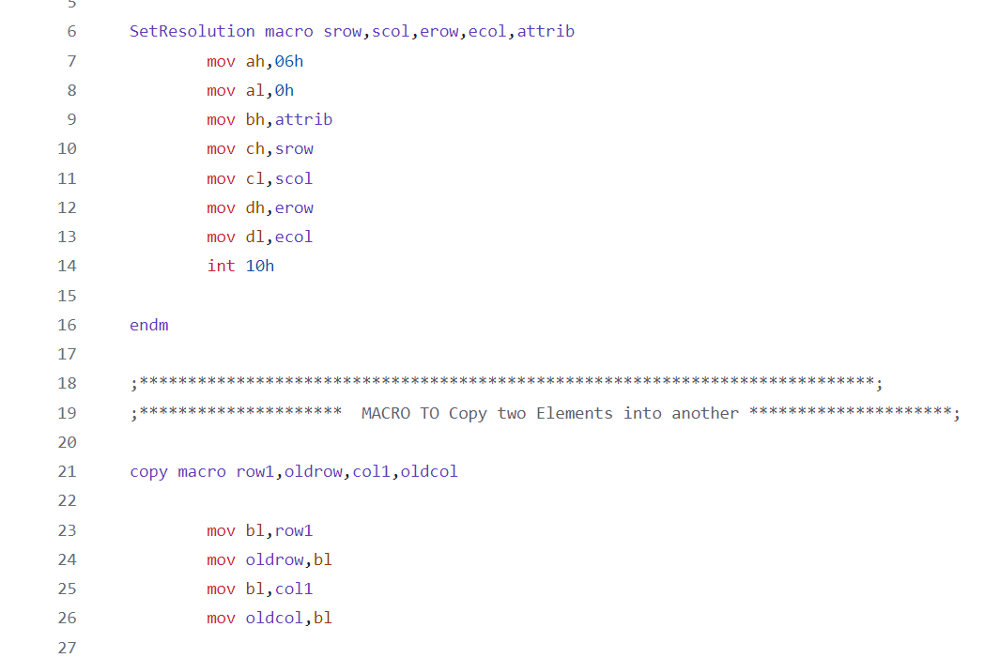 5
6 SetResolution macro srow,scol,erow,ecol,attrib
7 mov ah,06h
8 mov al,0h
9 mov bh,attrib
10 mov ch,srow
11 mov cl,scol
12 mov dh,erow
13 mov dl,ecol
14 int 10h
15
16 endm
17
18 ;****************************************************************************;
19 ;********************* MACRO TO Copy two Elements into another *********************;
20
21 copy macro row1,oldrow,col1,oldcol
22
23 mov bl,row1
24 mov oldrow,bl
25 mov bl,col1
26 mov oldcol,bl
27